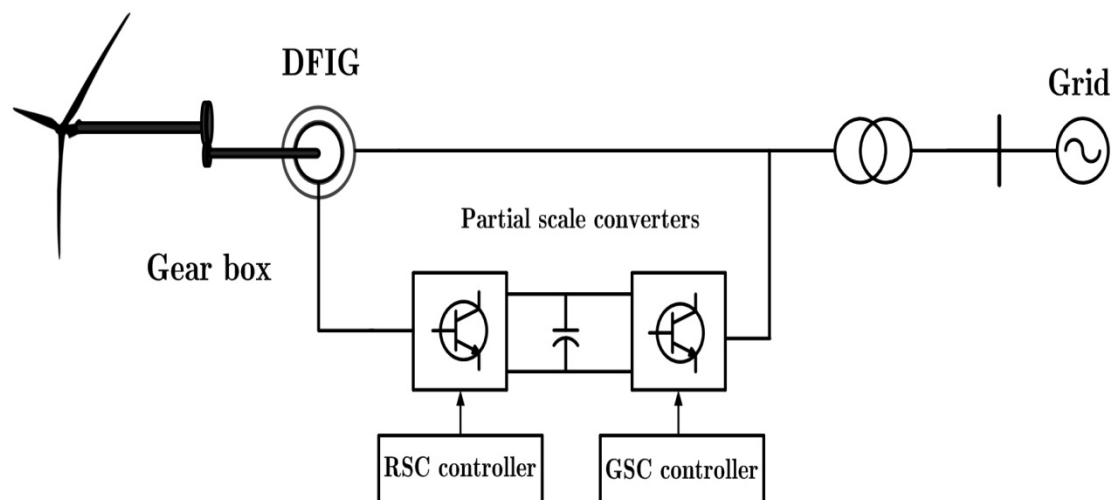 DFIG
Grid
Partial scale converters
Gear box
RSC controller
GSC controller